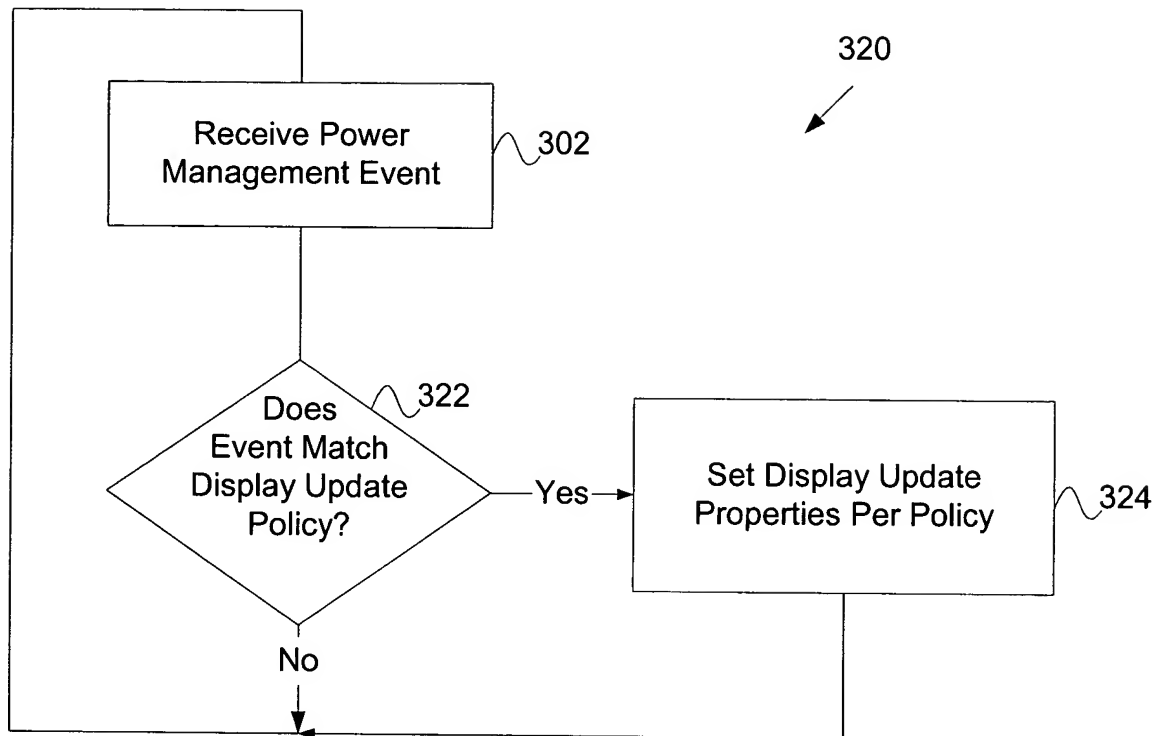 320
Receive Power
Management Event
302
Does
Event Match
Display Update
Policy?
322
Yes
Set Display Update
Properties Per Policy
324
No